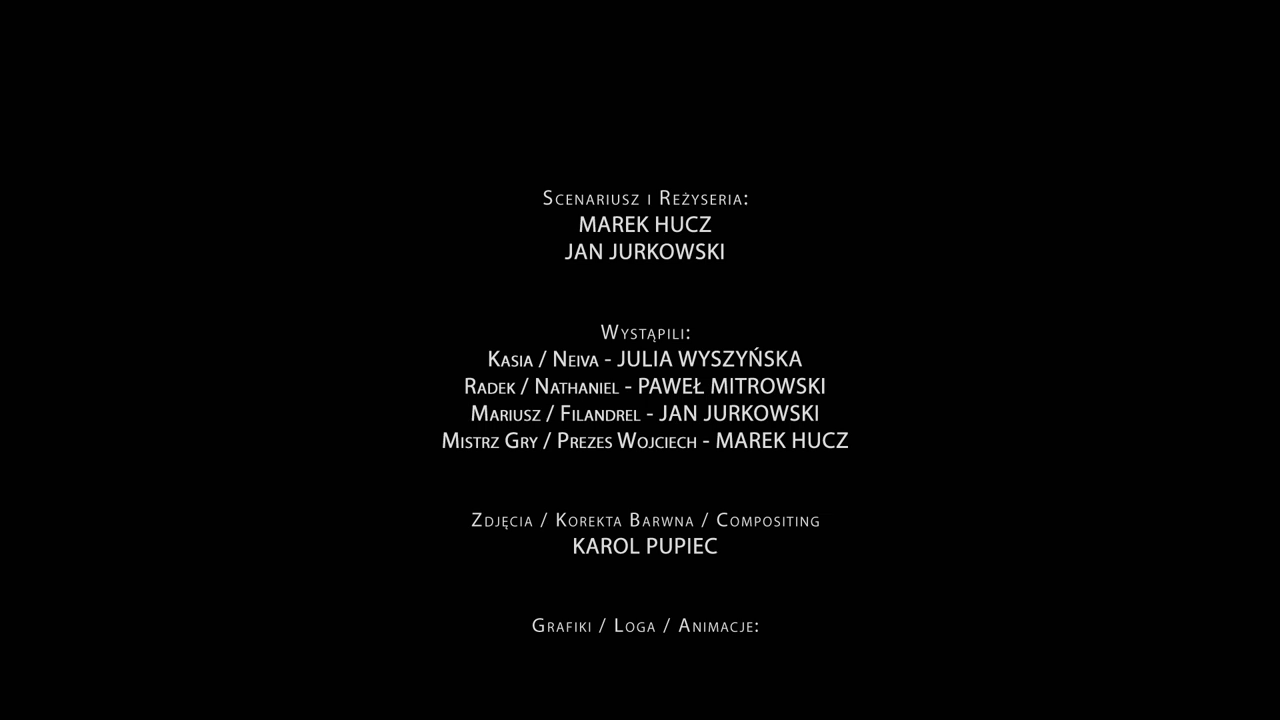 Scenariusz i Reżyseria:
MAREK HUCZ
JAN JURKOWSKI
Wystąpili:
Kasia / Neiva - JULIA WYSZYŃSKA
Radek / Nathaniel - PAWEŁ MITROWSKI
Mariusz / Filandrel - JAN JURKOWSKI
Mistrz Gry / Prezes Wojciech - MAREK HUCZ
Zdjęcia / Korekta Barwna / Compositing
KAROL PUPIEC
Grafiki / Loga / Animacje: